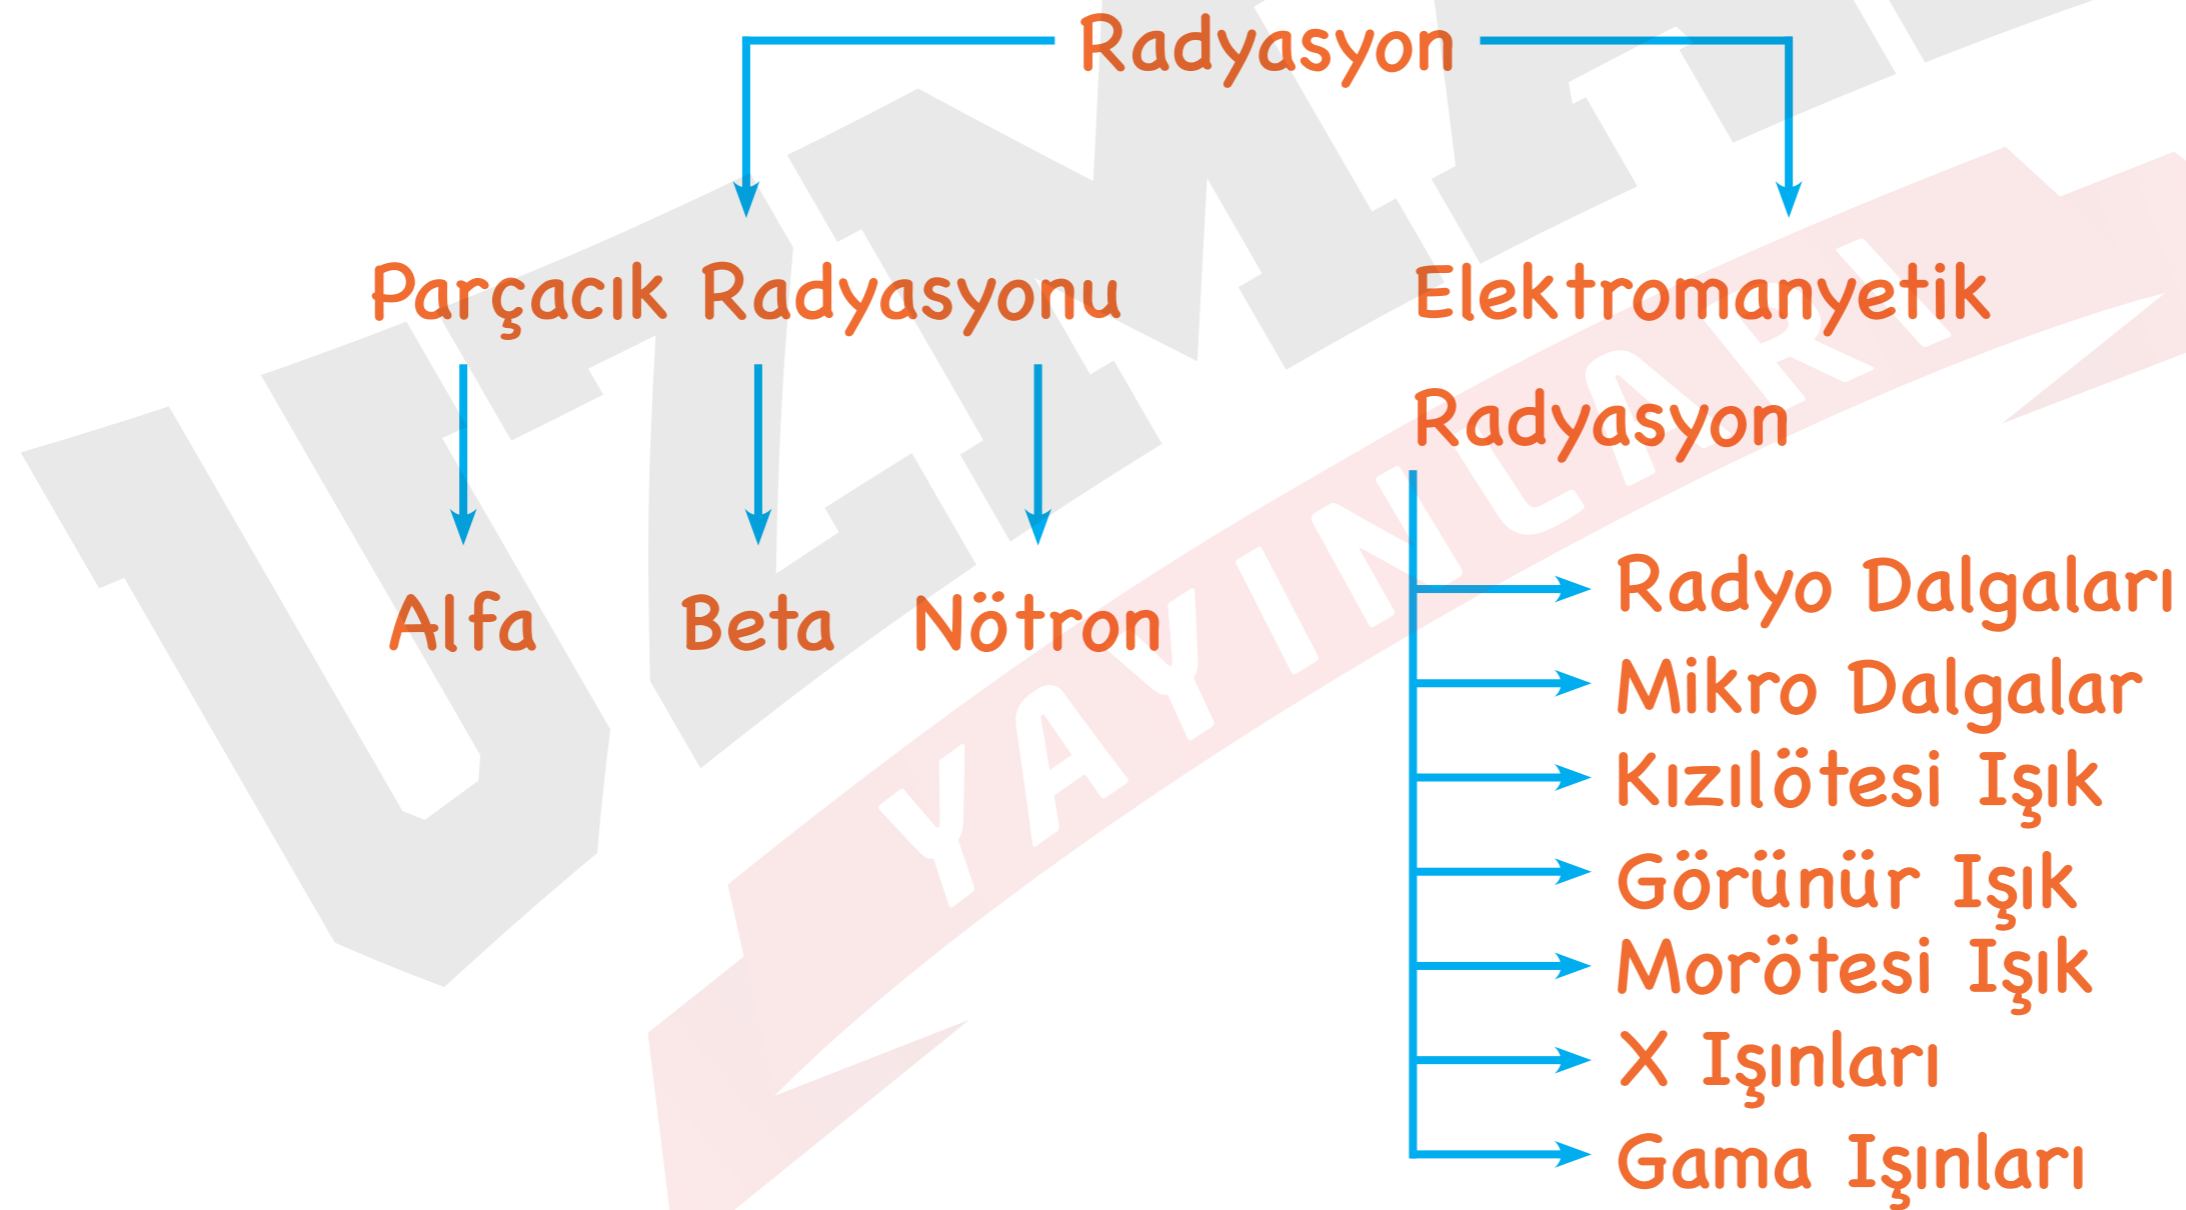 Radyasyon
Parçacık Radyasyonu
Elektromanyetik
Radyasyon
Alfa
Beta
Nötron
Radyo Dalgaları
Mikro Dalgalar
Kızılötesi Işık
Görünür Işık
Morötesi Işık
X Işınları
Gama Işınları
YAYINLARI